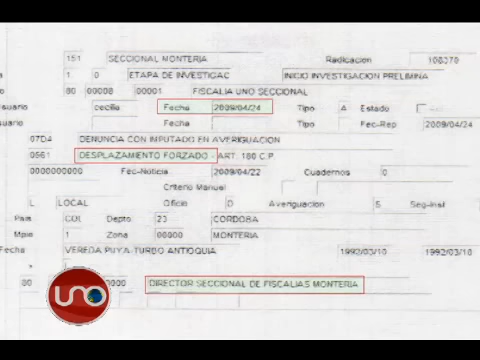 151 SECCIONAL MONTERIA Radicacion 108370
1 0 ETAPA DE INVESTIGAC INICIO INVESTIGACION PRELIMINA
80 00008 00001 FISCALIA UNO SECCIONAL
suario cecilia Fecha 2009/04/24 Tipo A Estado
Fecha Tipo Fec-Rep 2009/04/24
07D4 DENUNCIA CON IMPUTADO EN AVERIGUACION
0561 DESPLAZAMIENTO FORZADO - ART. 180 C.P.
0000000000 Fec-Noticia 2009/04/22 Cuadernos 0
Criterio Manual
L LOCAL Oficio D Averiguacion S Seg-Inst
Pais COL Depto 23 CORDOBA
Mpio 1 Zona 00000 MONTERIA
Fecha VEREDA PUYA-TURBO ANTIOQUIA 1992/03/10 1992/03/10
00 0000 DIRECTOR SECCIONAL DE FISCALIAS MONTERIA
uno